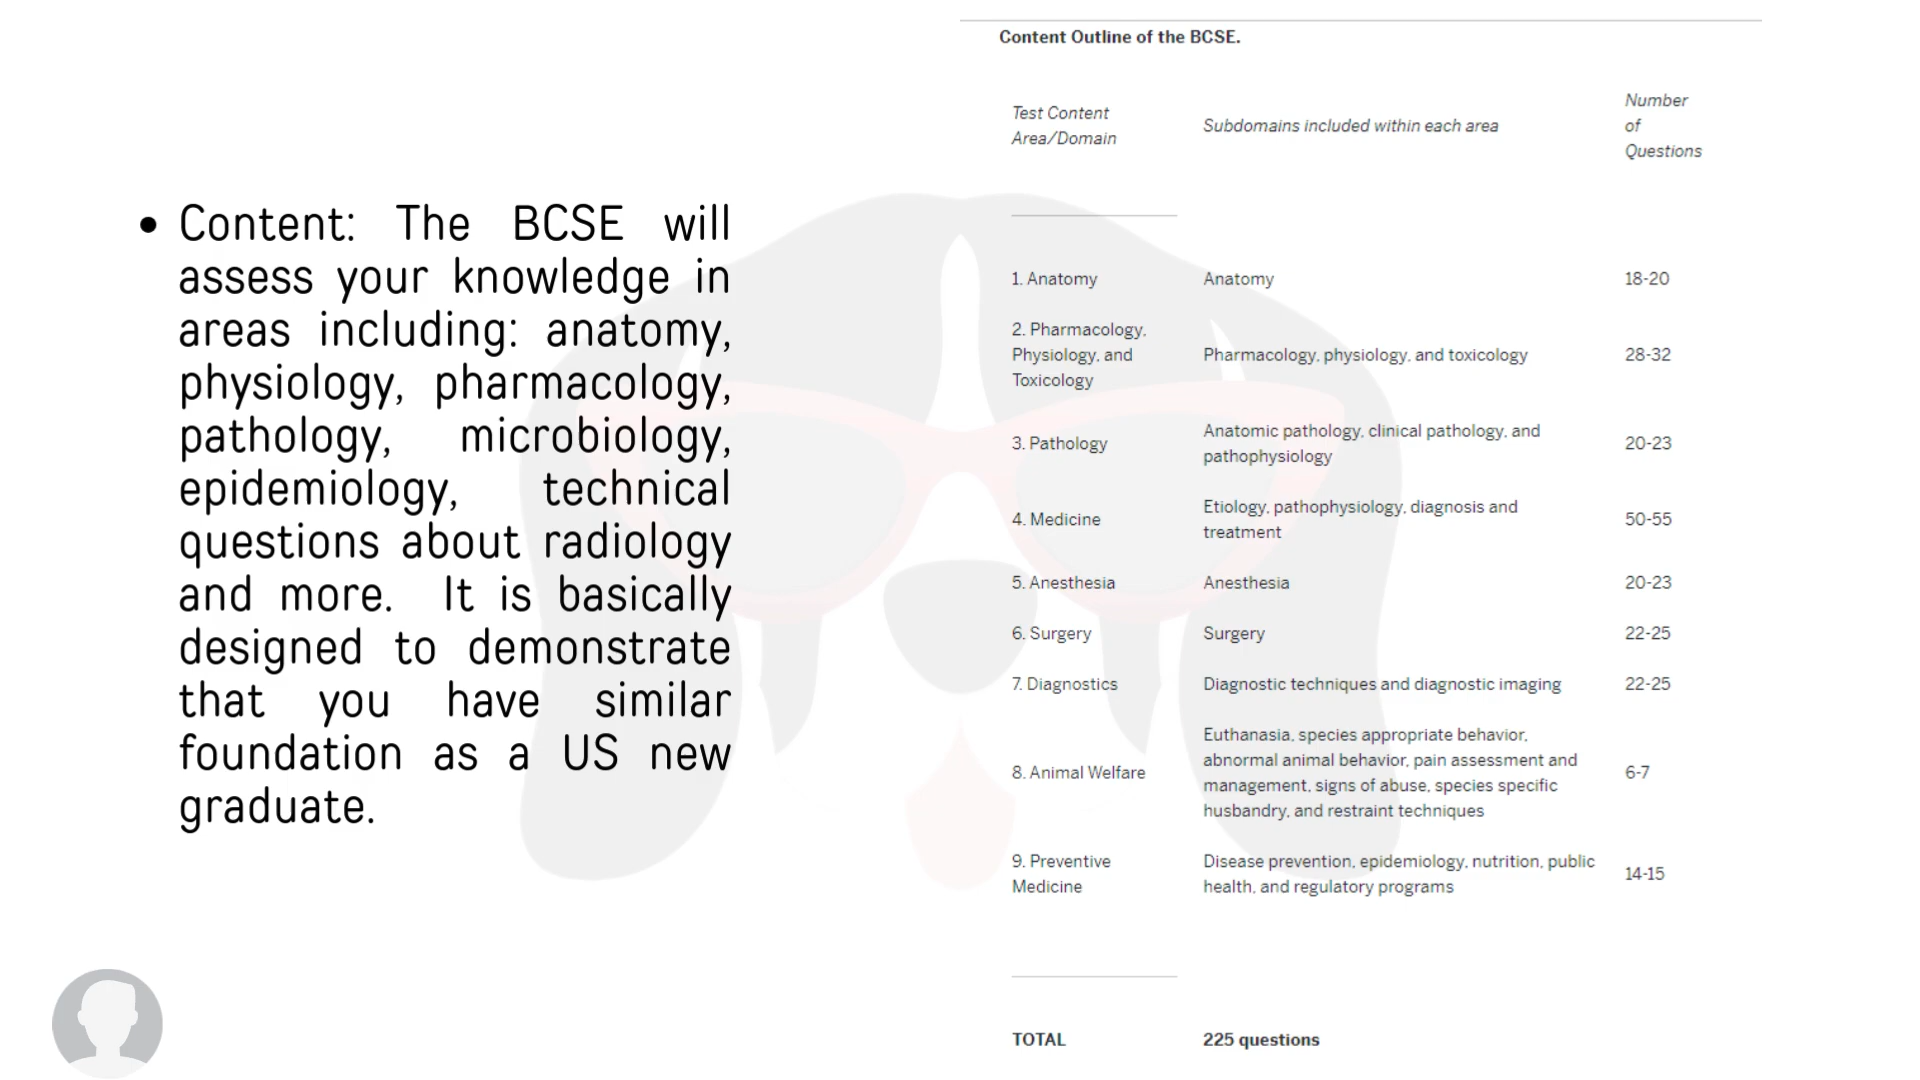 • Content: The BCSE will
assess your knowledge in
areas including: anatomy,
physiology, pharmacology,
pathology, microbiology,
epidemiology, technical
questions about radiology
and more. It is basically
designed to demonstrate
that you have similar
foundation as a US new
graduate.
Content Outline of the BCSE.
Test Content
Area/Domain
Subdomains included within each area
Number
of
Questions
1. Anatomy
Anatomy
18-20
2. Pharmacology,
Physiology, and
Toxicology
Pharmacology, physiology, and toxicology
28-32
3. Pathology
Anatomic pathology, clinical pathology, and
pathophysiology
20-23
4. Medicine
Etiology, pathophysiology, diagnosis and
treatment
50-55
5. Anesthesia
Anesthesia
20-23
6. Surgery
Surgery
22-25
7. Diagnostics
Diagnostic techniques and diagnostic imaging
22-25
8. Animal Welfare
Euthanasia, species appropriate behavior,
abnormal animal behavior, pain assessment and
management, signs of abuse, species specific
husbandry, and restraint techniques
6-7
9. Preventive
Medicine
Disease prevention, epidemiology, nutrition, public
health, and regulatory programs
14-15
TOTAL
225 questions